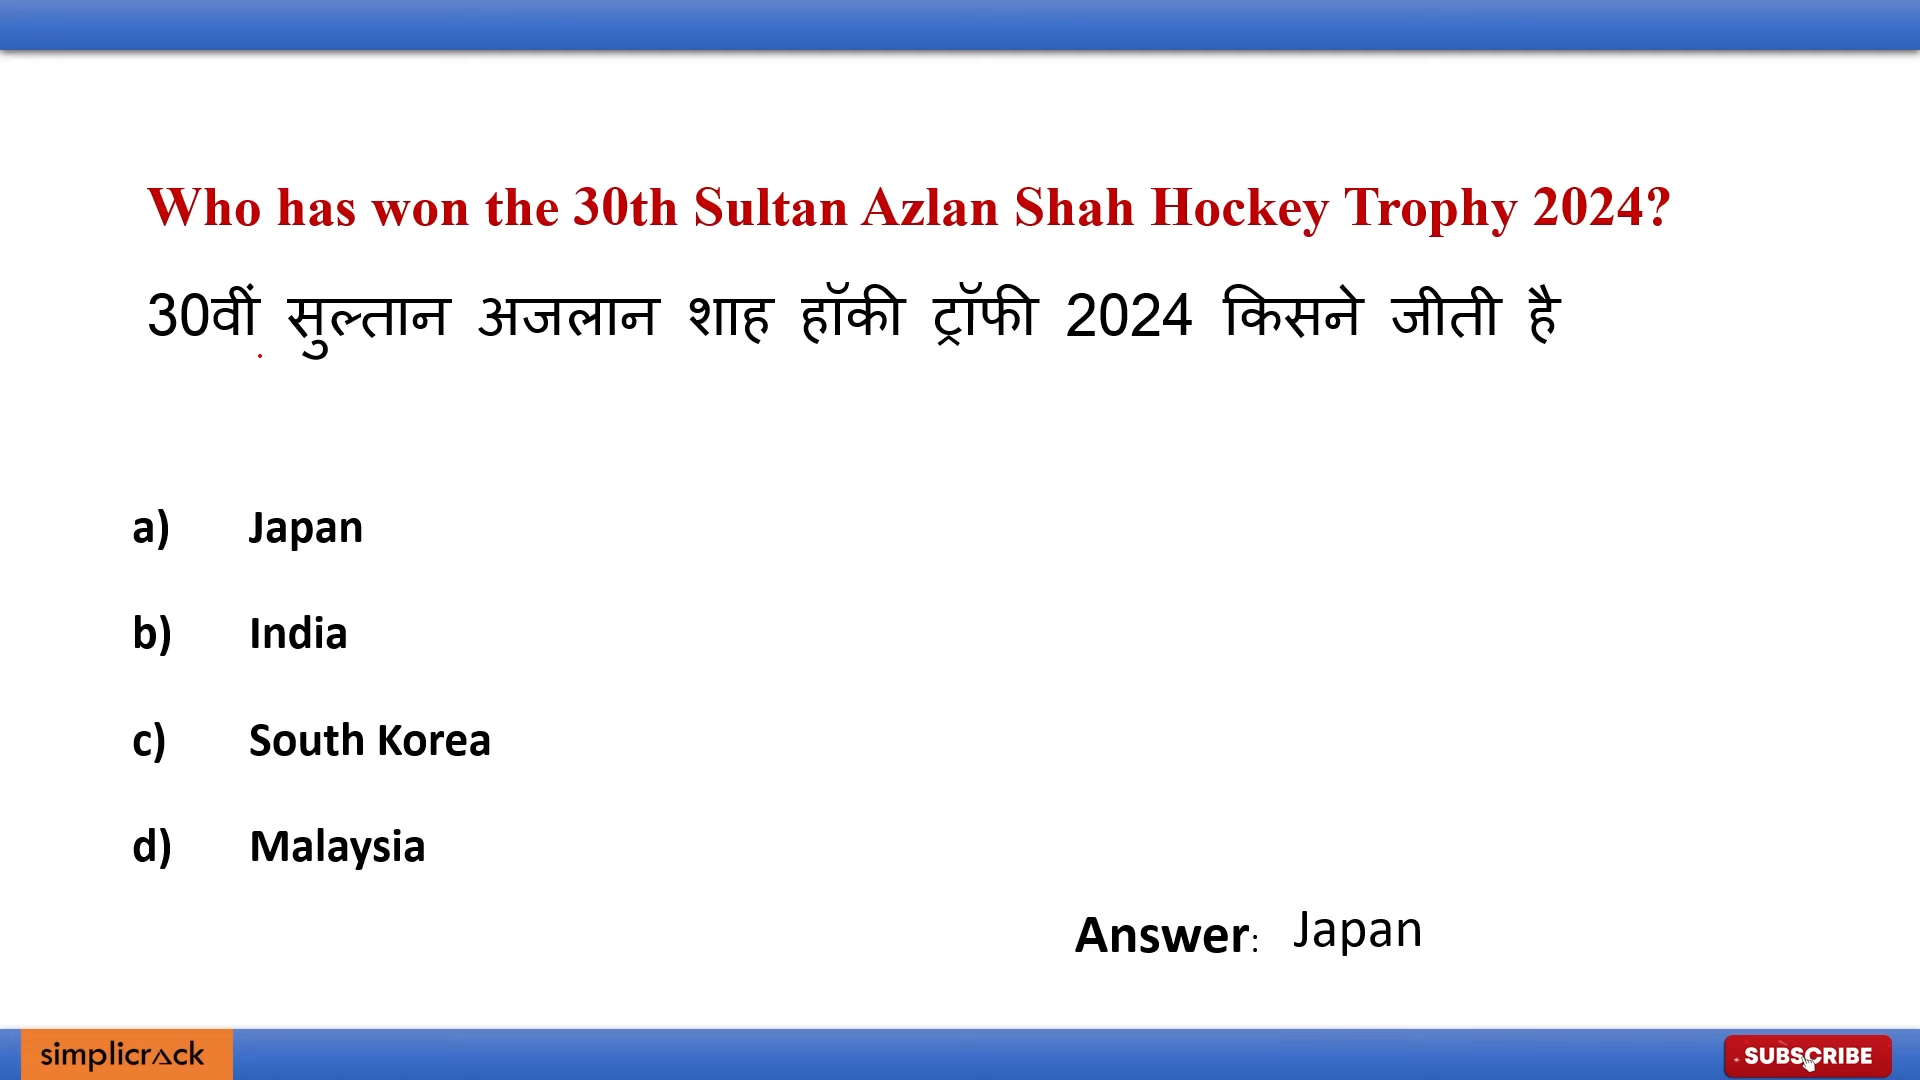 Who has won the 30th Sultan Azlan Shah Hockey Trophy 2024?
30वीं सुल्तान अजलान शाह हॉकी ट्रॉफी 2024 किसने जीती है
a) Japan
b) India
c) South Korea
d) Malaysia
Answer: Japan
simplicrack
SUBSCRIBE